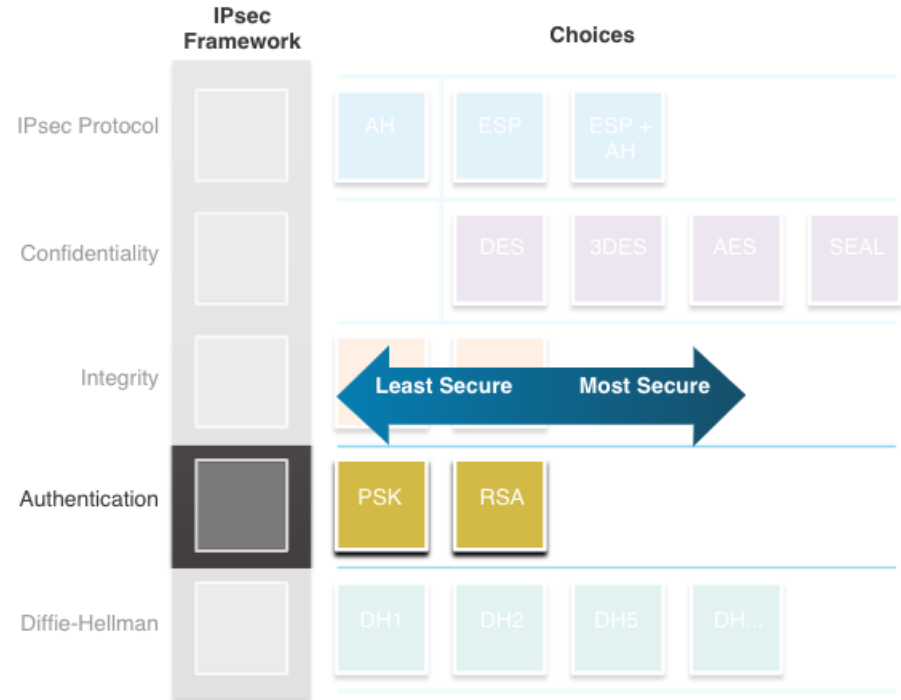 IPsec
Framework
Choices
IPsec Protocol
AH
ESP
ESP +
AH
Confidentiality
DES
3DES
AES
SEAL
Integrity
Least Secure
Most Secure
Authentication
PSK
RSA
Diffie-Hellman
DH1
DH2
DH5
DH...